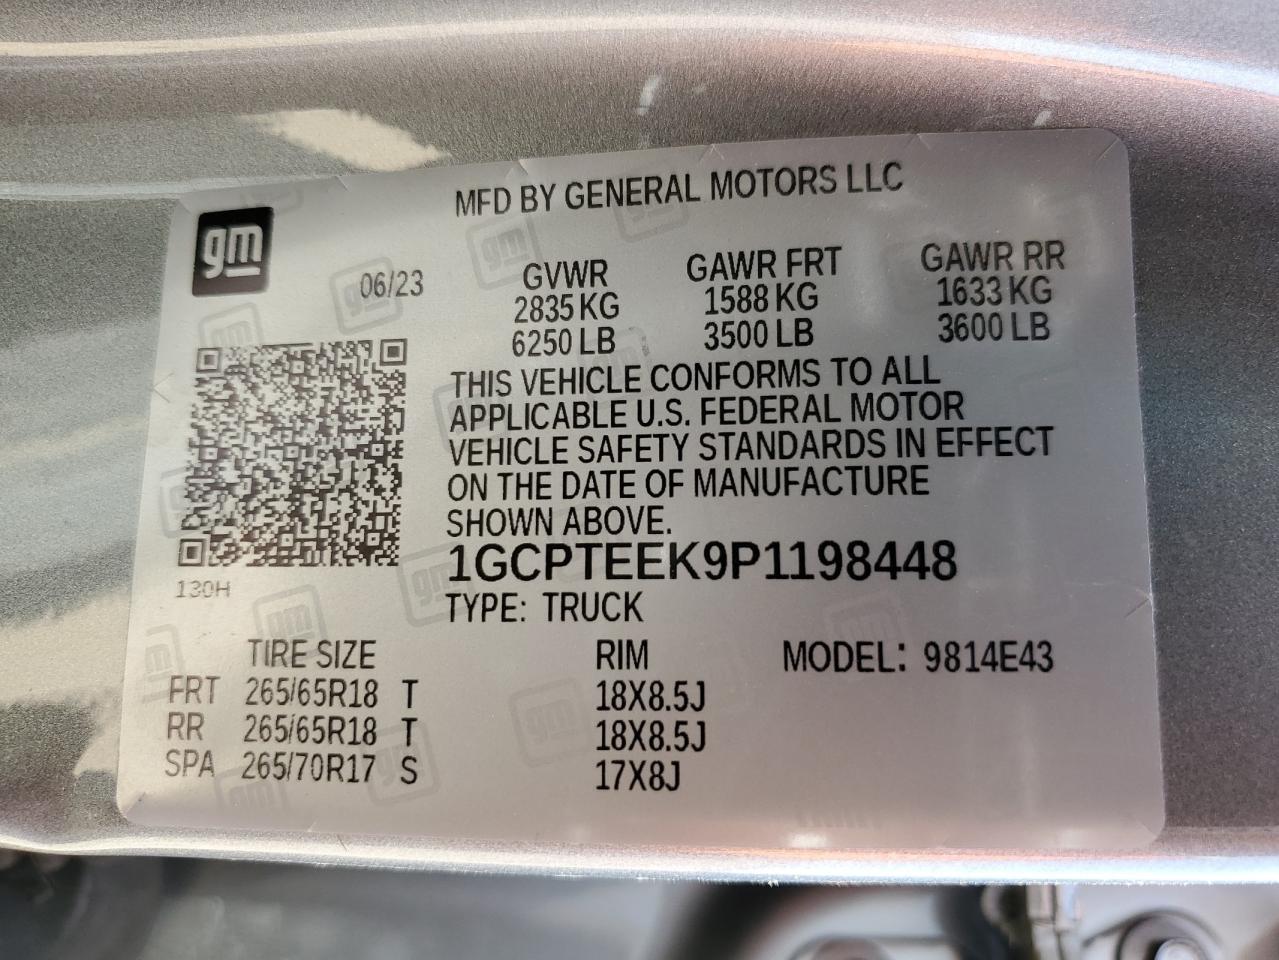 gm
MFD BY GENERAL MOTORS LLC
06/23
GVWR GAWR FRT GAWR RR
2835 KG 1588 KG 1633 KG
6250 LB 3500 LB 3600 LB
THIS VEHICLE CONFORMS TO ALL
APPLICABLE U.S. FEDERAL MOTOR
VEHICLE SAFETY STANDARDS IN EFFECT
ON THE DATE OF MANUFACTURE
SHOWN ABOVE.
1GCPTEEK9P1198448
130H
TYPE: TRUCK
TIRE SIZE RIM MODEL: 9814E43
FRT 265/65R18 T 18X8.5J
RR 265/65R18 T 18X8.5J
SPA 265/70R17 S 17X8J